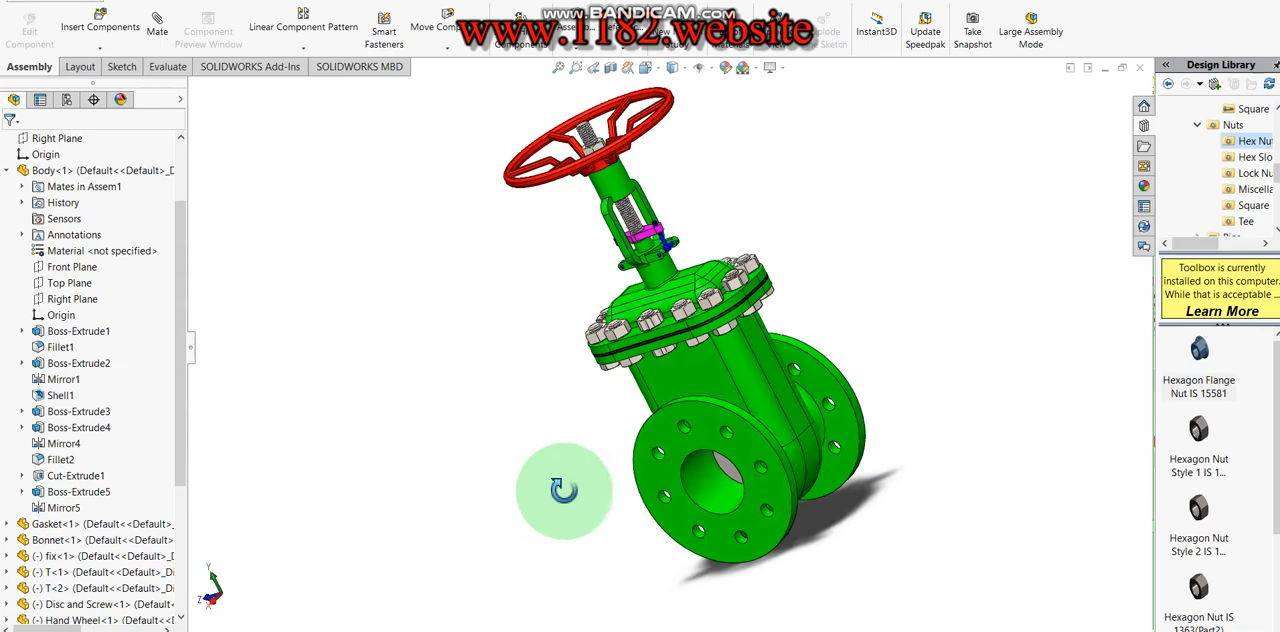 www.BANDICAM.com
www.1182.website
Edit Component
Insert Components
Mate
Component Preview Window
Linear Component Pattern
Smart Fasteners
Move Comp
Components
Instant3D
Update Speedpak
Take Snapshot
Large Assembly Mode
Assembly
Layout
Sketch
Evaluate
SOLIDWORKS Add-Ins
SOLIDWORKS MBD
Design Library
Right Plane
Origin
Body<1> (Default<<Default>_D
Mates in Assem1
History
Sensors
Annotations
Material <not specified>
Front Plane
Top Plane
Right Plane
Origin
Boss-Extrude1
Fillet1
Boss-Extrude2
Mirror1
Shell1
Boss-Extrude3
Boss-Extrude4
Mirror4
Fillet2
Cut-Extrude1
Boss-Extrude5
Mirror5
Gasket<1> (Default<<Default>_
Bonnet<1> (Default<<Default>_
(-) fix<1> (Default<<Default>_Di
(-) T<1> (Default<<Default>_Di
(-) T<2> (Default<<Default>_Di
(-) Disc and Screw<1> (Default<
(-) Hand Wheel<1> (Default<<D
Y
Z
X
Square
Nuts
Hex Nu
Hex Slo
Lock Nu
Miscella
Square
Tee
Toolbox is currently
installed on this computer.
While that is acceptable ...
Learn More
Hexagon Flange
Nut IS 15581
Hexagon Nut
Style 1 IS 1...
Hexagon Nut
Style 2 IS 1...
Hexagon Nut IS
1363(Part2)